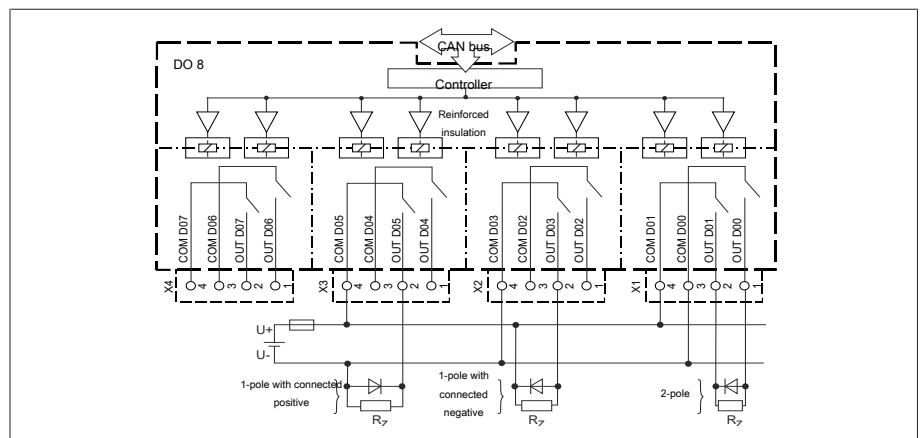 CAN bus
DO 8
Controller
Reinforced
insulation
COM D07
COM D06
OUT D07
OUT D06
COM D05
COM D04
OUT D05
OUT D04
COM D03
COM D02
OUT D03
OUT D02
COM D01
COM D00
OUT D01
OUT D00
X4
4
3
2
1
X3
4
3
2
1
X2
4
3
2
1
X1
4
3
2
1
U+
U-
1-pole with connected
positive
RZ
1-pole with
connected
negative
RZ
2-pole
RZ